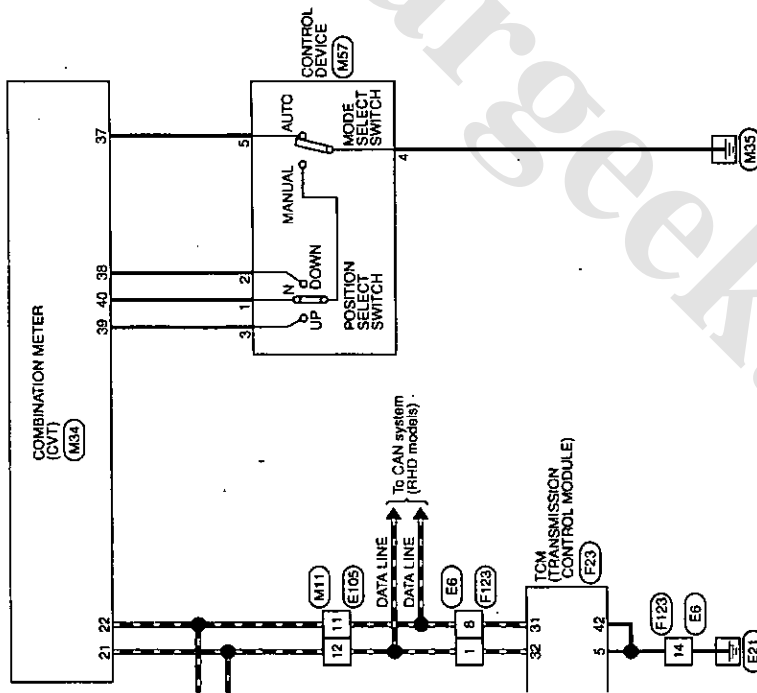 COMBINATION METER
(CVT)
M34
21
22
39
40
38
37
CONTROL
DEVICE
M57
3
1
2
5
UP
N
DOWN
MANUAL
AUTO
POSITION
SELECT
SWITCH
MODE
SELECT
SWITCH
4
M35
M11
E105
12
11
DATA LINE
DATA LINE
To CAN system
(RHD models)
E6
F123
1
8
32
31
TCM
(TRANSMISSION
CONTROL MODULE)
F23
5
42
F123
E6
14
E21
argeek